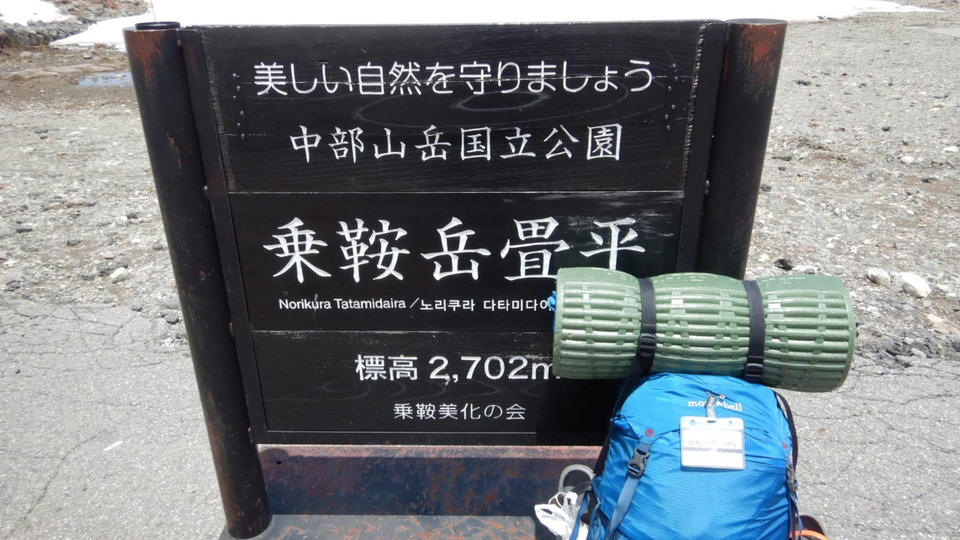 美しい自然を守りましょう
中部山岳国立公園
乗鞍岳畳平
Norikura Tatamidaira/노리쿠라 다타미다이
標高 2,702m
乗鞍美化の会